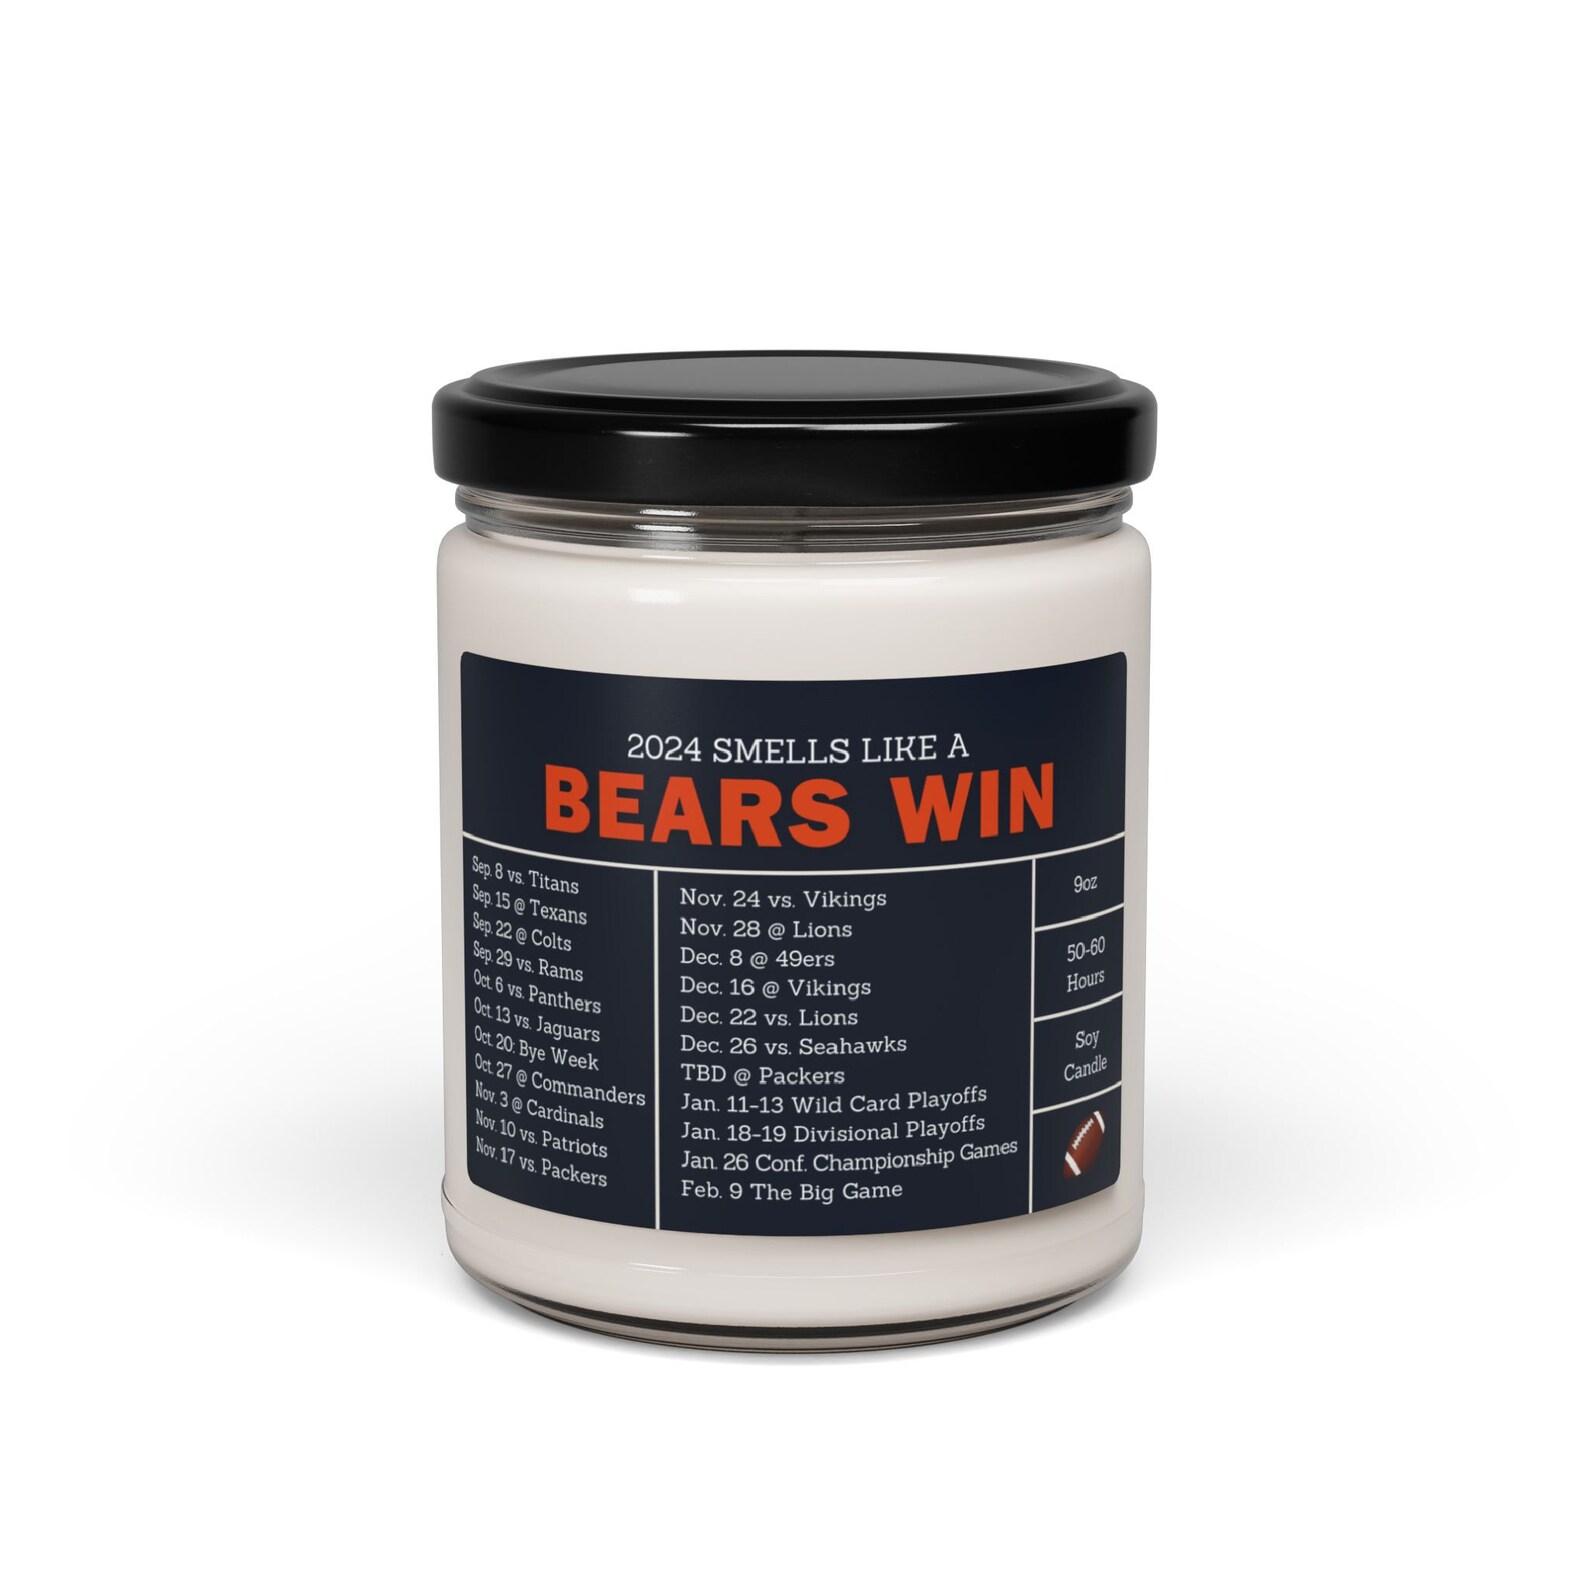 2024 SMELLS LIKE A
BEARS WIN
Sep. 8 vs. Titans
Sep. 15 @ Texans
Sep. 22 @ Colts
Sep. 29 vs. Rams
Oct. 6 vs. Panthers
Oct. 13 vs. Jaguars
Oct. 20: Bye Week
Oct. 27 @ Commanders
Nov. 3 @ Cardinals
Nov. 10 vs. Patriots
Nov. 17 vs. Packers
Nov. 24 vs. Vikings
Nov. 28 @ Lions
Dec. 8 @ 49ers
Dec. 16 @ Vikings
Dec. 22 vs. Lions
Dec. 26 vs. Seahawks
TBD @ Packers
Jan. 11-13 Wild Card Playoffs
Jan. 18-19 Divisional Playoffs
Jan. 26 Conf. Championship Games
Feb. 9 The Big Game
9oz
50-60
Hours
Soy
Candle